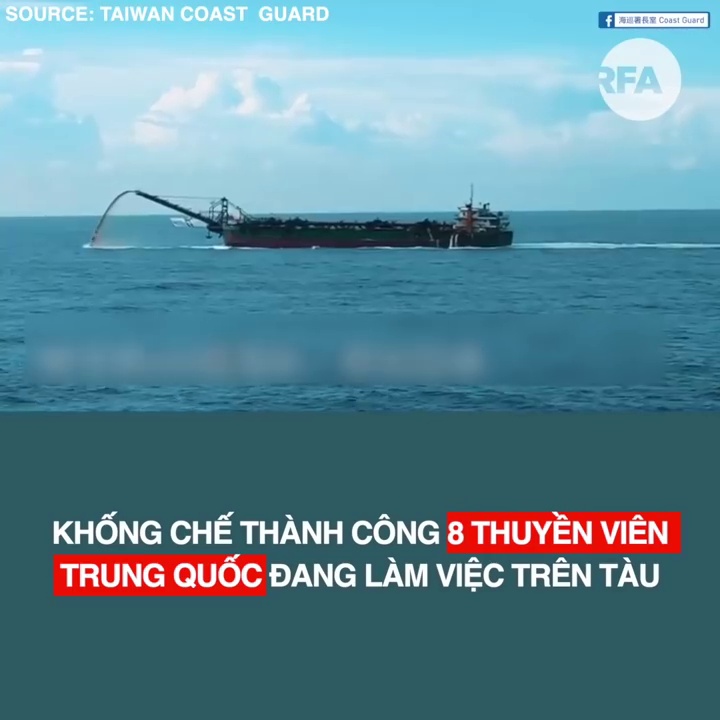 SOURCE: TAIWAN COAST GUARD
f 海巡署長室 Coast Guard
RFA
KHỐNG CHẾ THÀNH CÔNG 8 THUYỀN VIÊN
TRUNG QUỐC ĐANG LÀM VIỆC TRÊN TÀU